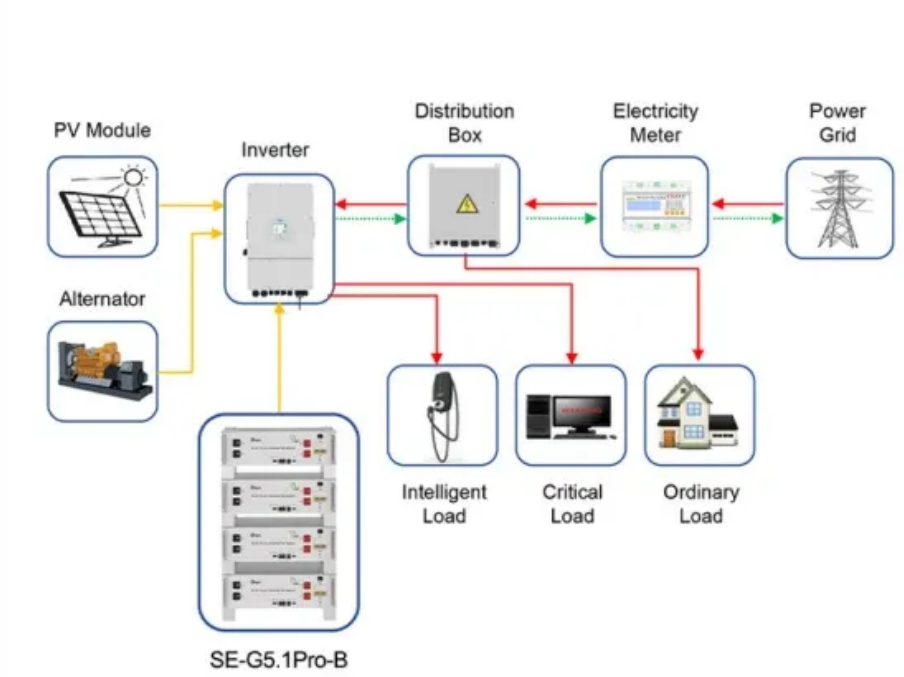 PV Module
Inverter
Distribution
Box
Electricity
Meter
Power
Grid
Alternator
Intelligent
Load
Critical
Load
Ordinary
Load
SE-G5.1Pro-B